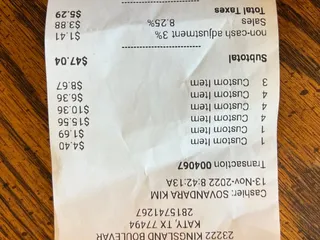 23222 KINGSLAND BOULEVAR
KATY, TX 77494
2815741267
Cashier: SOVANDARA KIM
13-Nov-2022 8:42:13A
Transaction 004067
1 Custom Item $4.40
1 Custom Item $1.69
4 Custom Item $15.56
4 Custom Item $10.36
4 Custom Item $6.36
3 Custom Item $8.67
Subtotal $47.04
non-cash adjustment 3% $1.41
Sales 8.25% $3.88
Total Taxes $5.29